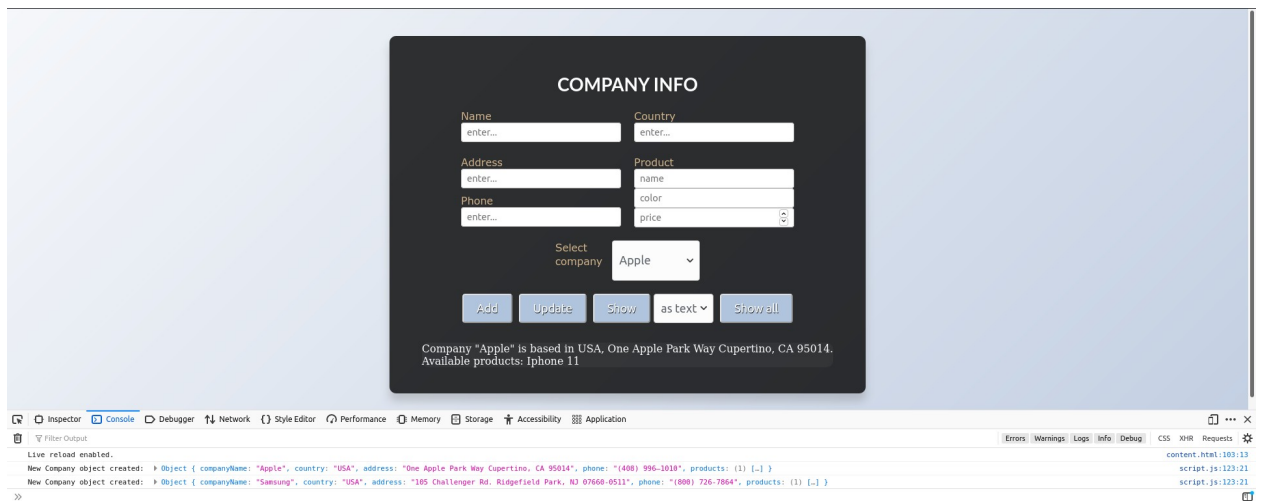 COMPANY INFO
Name Country
enter... enter...
Address Product
enter... name
Phone color
enter... price
Select
company Apple
Add Update Show as text Show all
Company "Apple" is based in USA, One Apple Park Way Cupertino, CA 95014.
Available products: Iphone 11
Inspector Console Debugger Network {} Style Editor Performance Memory Storage Accessibility Application
Filter Output Errors Warnings Logs Info Debug CSS XHR Requests
Live reload enabled. content.html:103:13
New Company object created: Object { companyName: "Apple", country: "USA", address: "One Apple Park Way Cupertino, CA 95014", phone: "(408) 996–1010", products: (1) […] } script.js:123:21
New Company object created: Object { companyName: "Samsung", country: "USA", address: "105 Challenger Rd. Ridgefield Park, NJ 07660-0511", phone: "(800) 726-7864", products: (1) […] } script.js:123:21